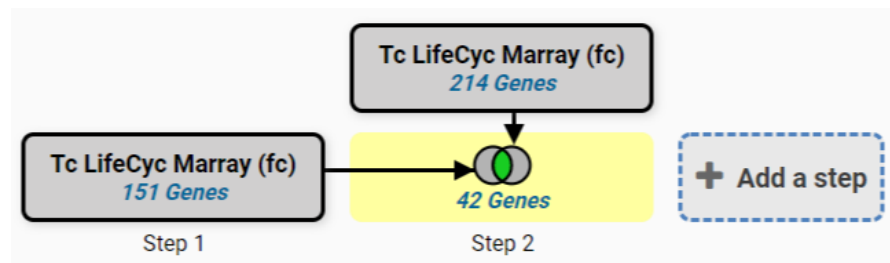 Tc LifeCyc Marray (fc)
214 Genes
Tc LifeCyc Marray (fc)
151 Genes
42 Genes
Add a step
Step 1
Step 2